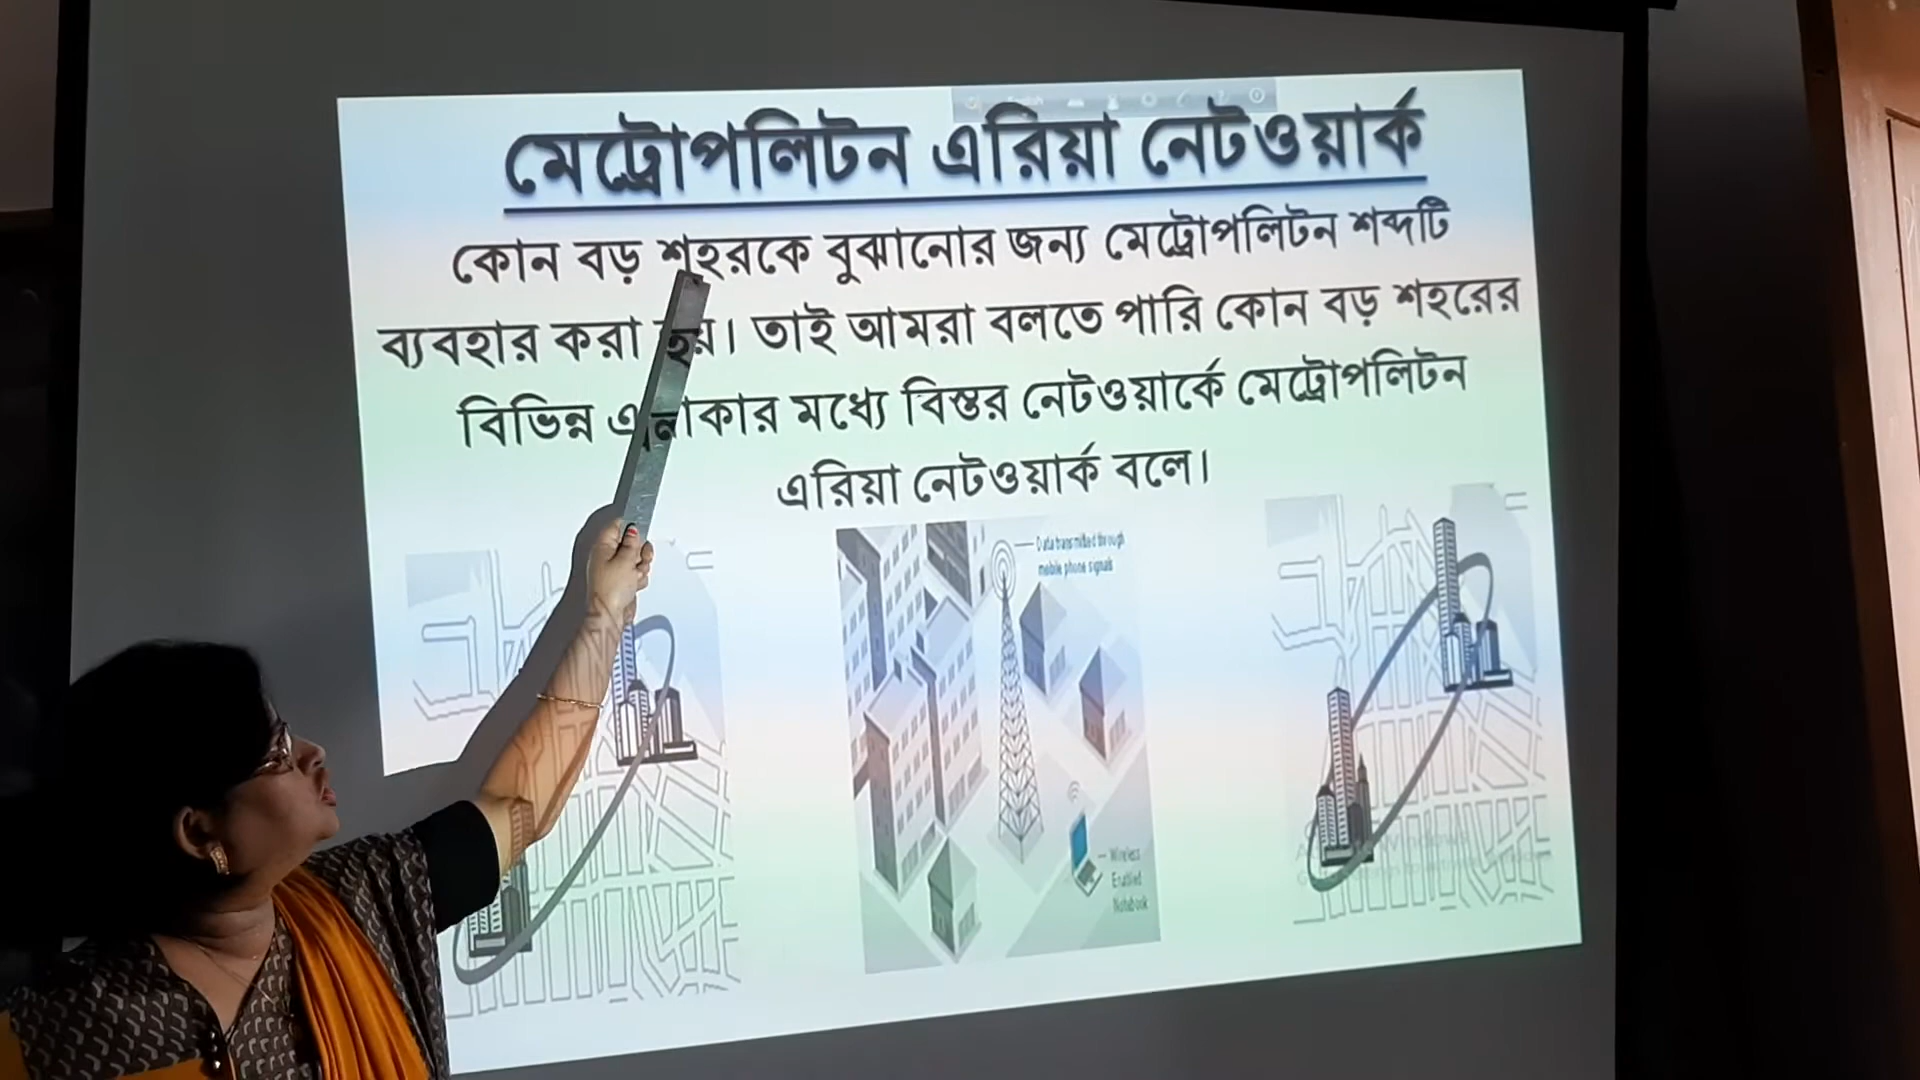 মেট্রোপলিটন এরিয়া নেটওয়ার্ক
কোন বড় শহরকে বুঝানোর জন্য মেট্রোপলিটন শব্দটি
ব্যবহার করা হয়। তাই আমরা বলতে পারি কোন বড় শহরের
বিভিন্ন এলাকার মধ্যে বিস্তর নেটওয়ার্কে মেট্রোপলিটন
এরিয়া নেটওয়ার্ক বলে।
Data transmitted through
mobile phone signals
Wireless
Enabled
Notebook